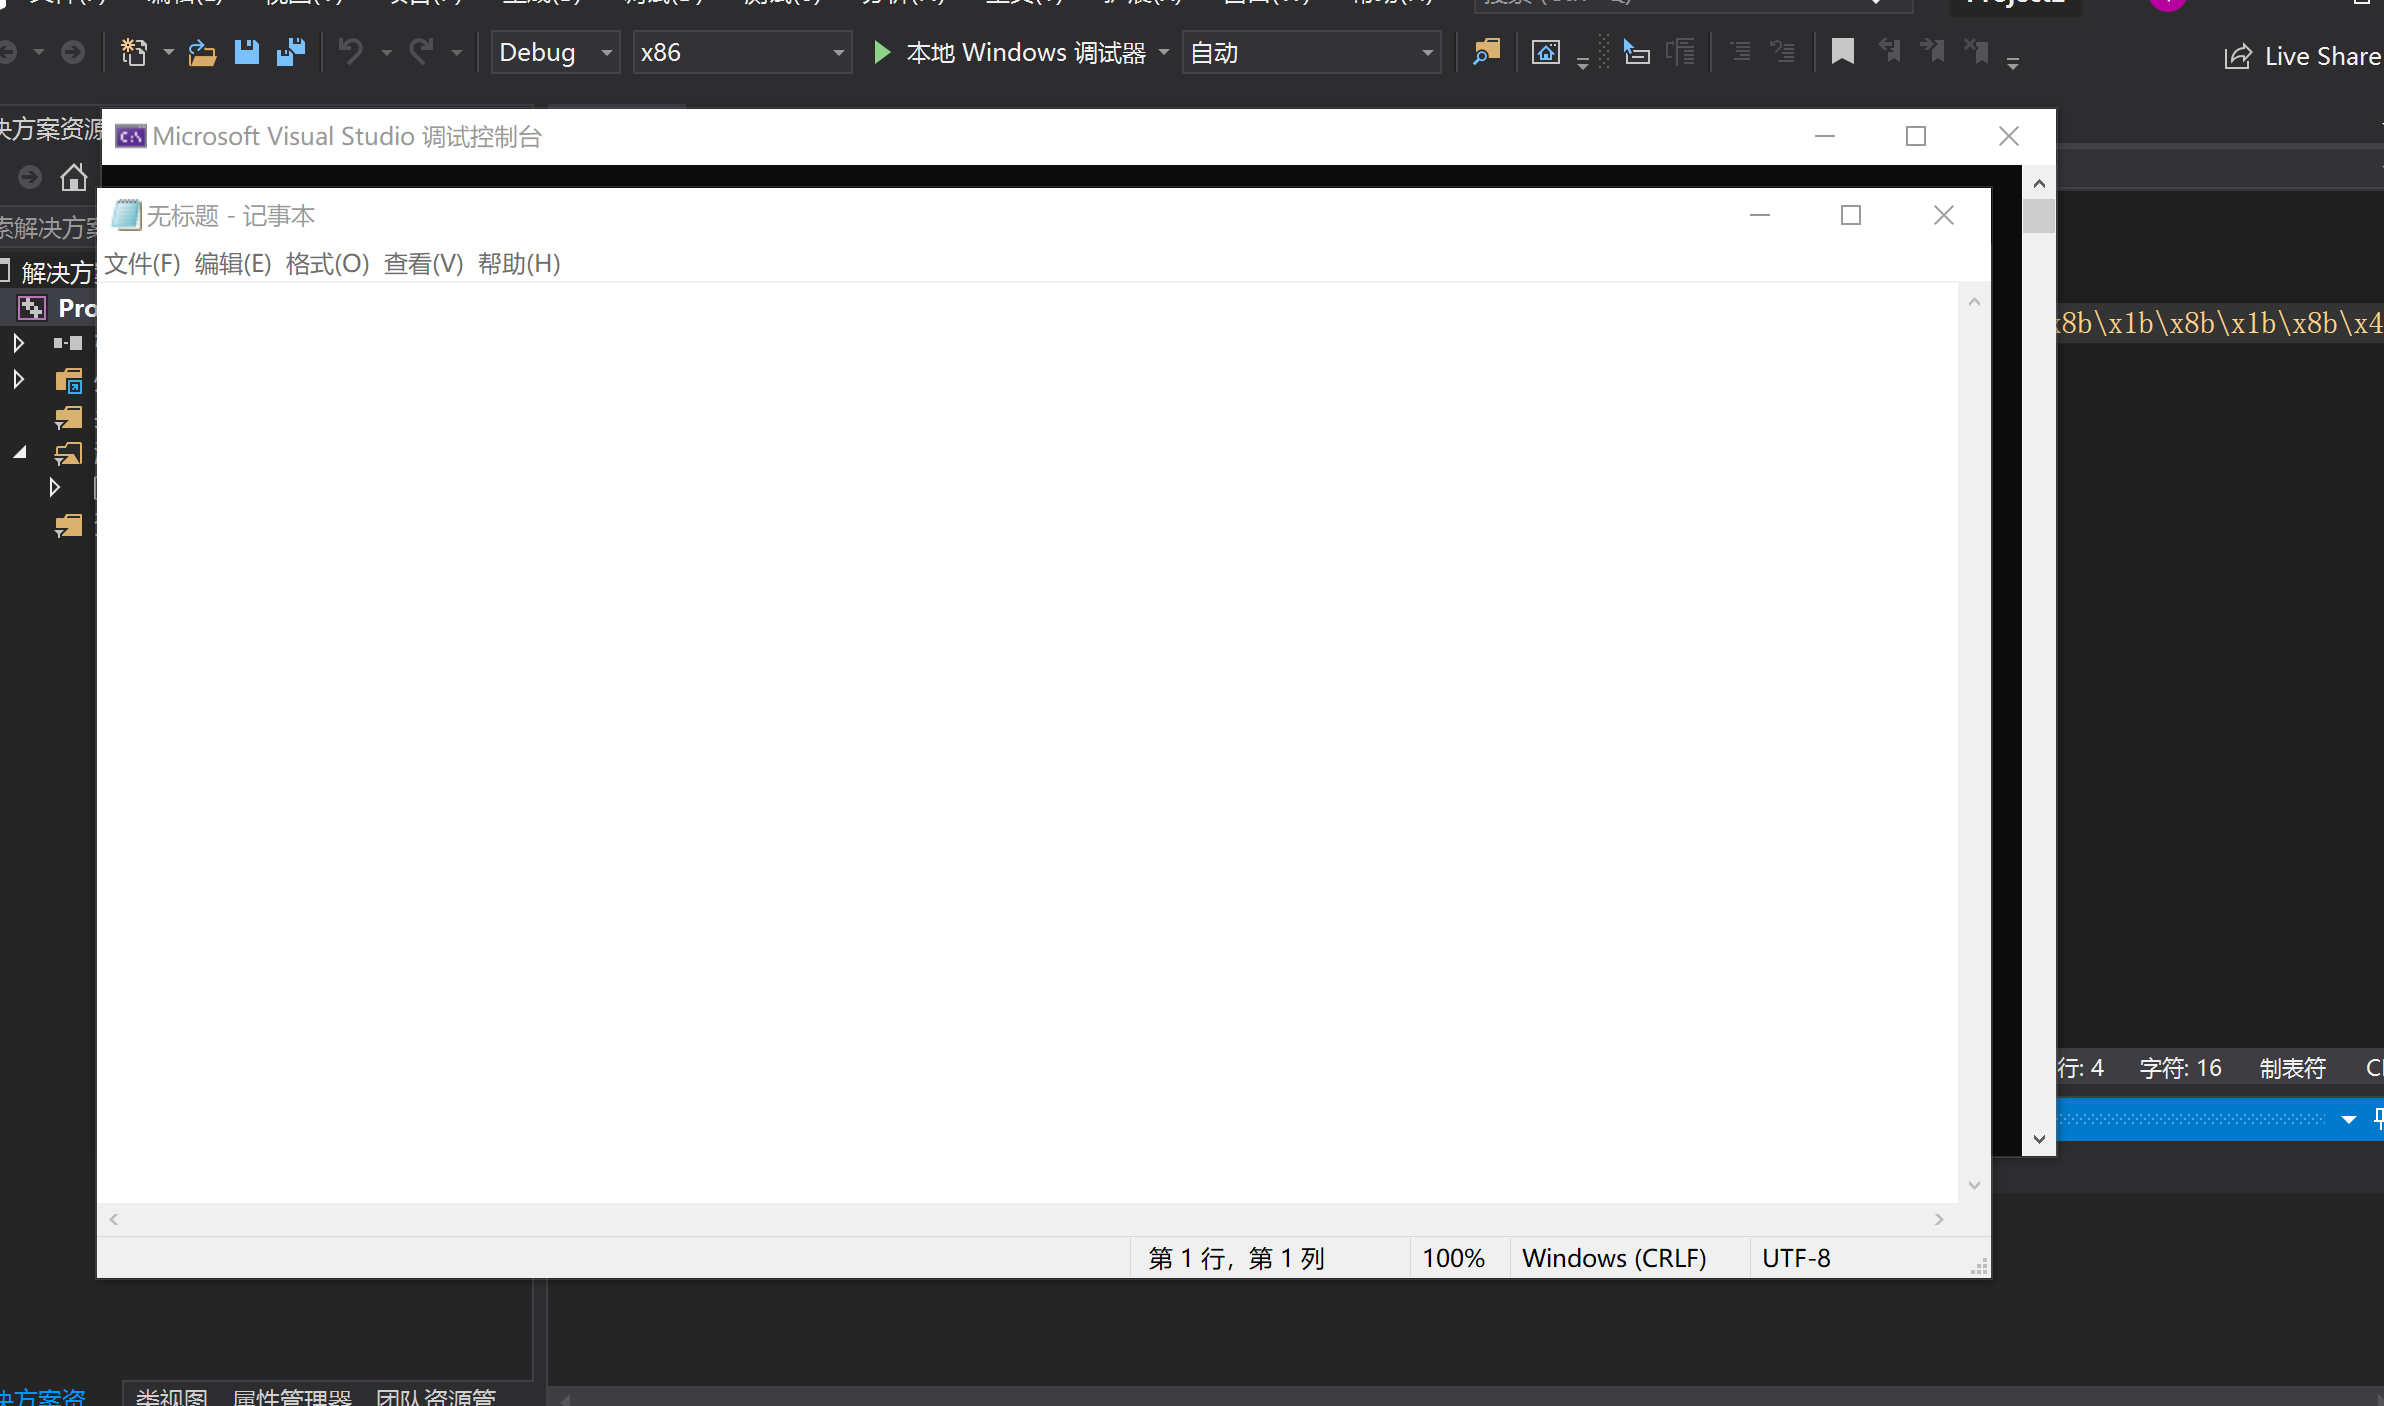 Debug x86 本地 Windows 调试器 自动 Live Share
决方案资源
Microsoft Visual Studio 调试控制台
无标题 - 记事本
索解决方案
文件(F) 编辑(E) 格式(O) 查看(V) 帮助(H)
解决方
Pro
x8b\x1b\x8b\x1b\x8b\x4
行: 4 字符: 16 制表符
第 1 行，第 1 列 100% Windows (CRLF) UTF-8
决方案资 类视图 属性管理器 团队资源管